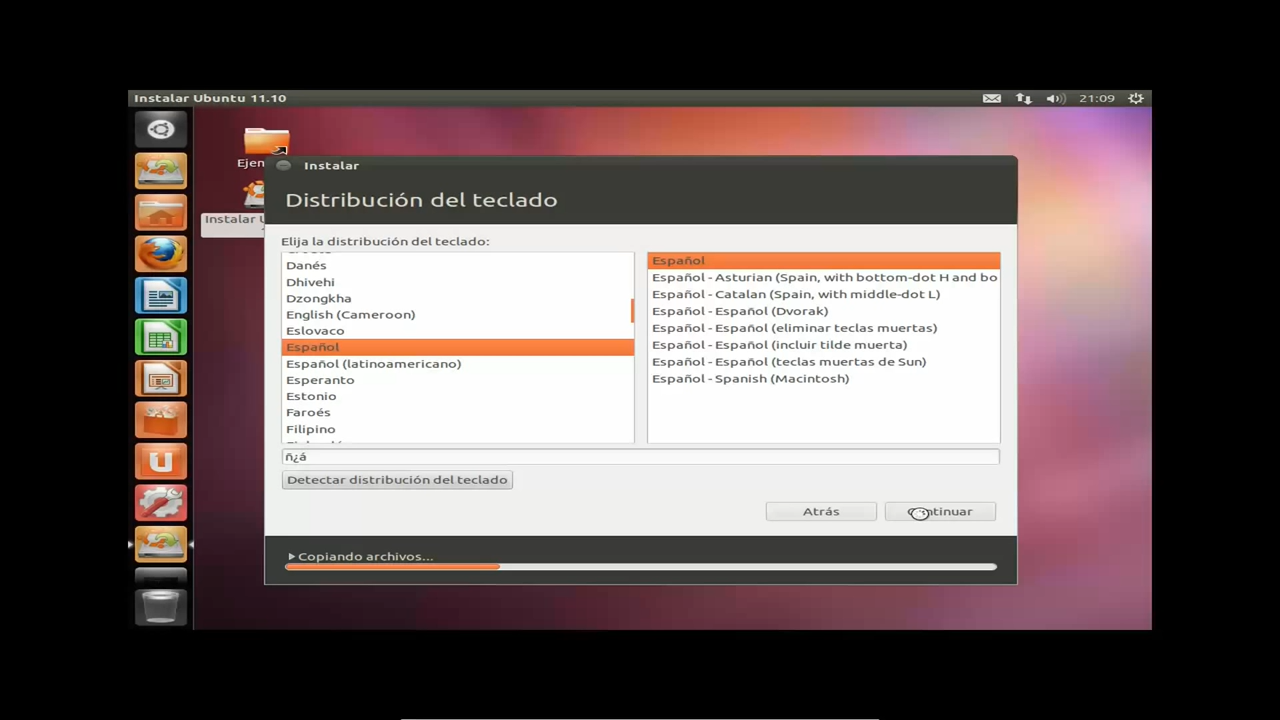 Instalar Ubuntu 11.10
21:09
Ejem
Instalar U
Instalar
Distribución del teclado
Elija la distribución del teclado:
Danés
Dhivehi
Dzongkha
English (Cameroon)
Eslovaco
Español
Español (latinoamericano)
Esperanto
Estonio
Faroés
Filipino
Español
Español - Asturian (Spain, with bottom-dot H and bo
Español - Catalan (Spain, with middle-dot L)
Español - Español (Dvorak)
Español - Español (eliminar teclas muertas)
Español - Español (incluir tilde muerta)
Español - Español (teclas muertas de Sun)
Español - Spanish (Macintosh)
ñ¿á
Detectar distribución del teclado
Atrás
Continuar
Copiando archivos...